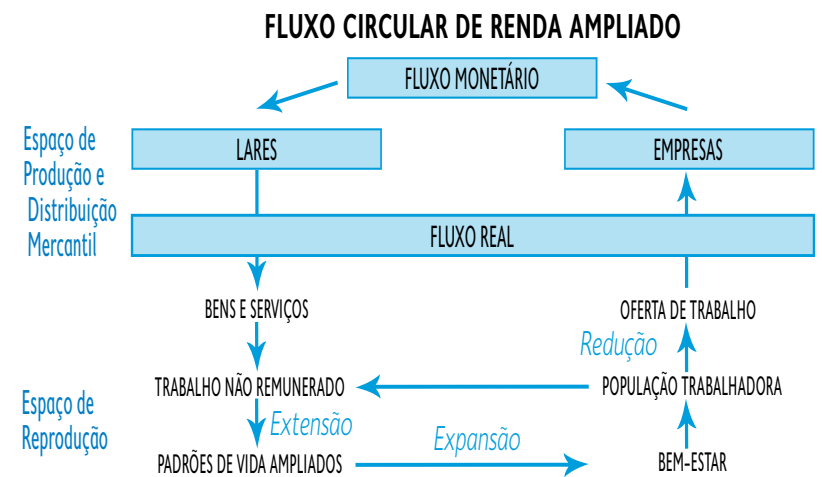 FLUXO CIRCULAR DE RENDA AMPLIADO
FLUXO MONETÁRIO
Espaço de
Produção e
Distribuição
Mercantil
LARES
EMPRESAS
FLUXO REAL
BENS E SERVIÇOS
OFERTA DE TRABALHO
Redução
Espaço de
Reprodução
TRABALHO NÃO REMUNERADO
POPULAÇÃO TRABALHADORA
Extensão
Expansão
PADRÕES DE VIDA AMPLIADOS
BEM-ESTAR